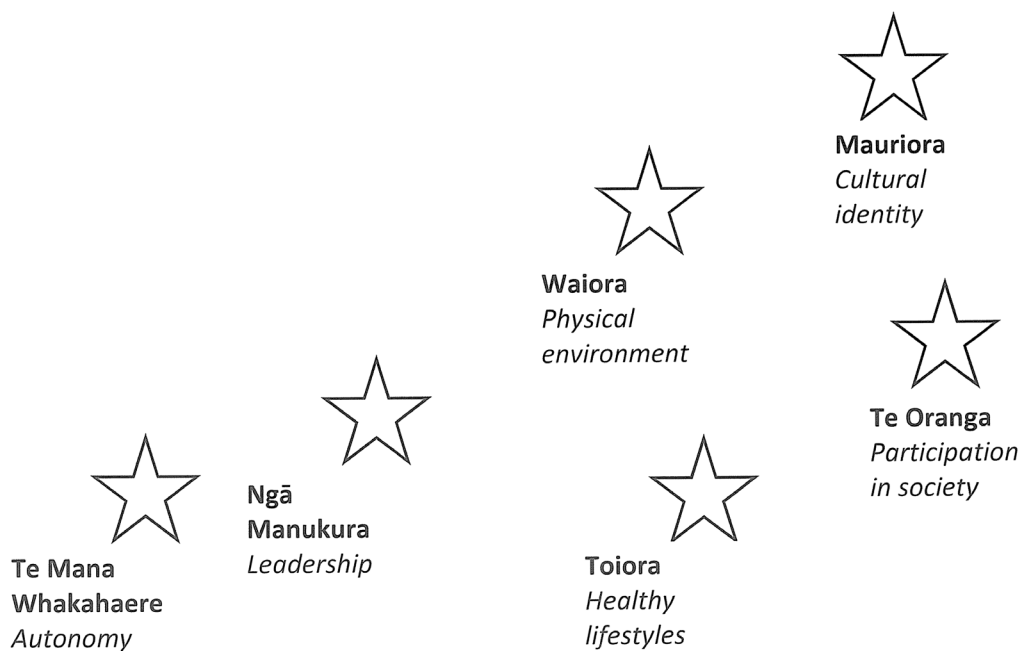 Mauriora
Cultural
identity
Waiora
Physical
environment
Te Oranga
Participation
in society
Ngā
Manukura
Leadership
Te Mana
Whakahaere
Autonomy
Toiora
Healthy
lifestyles